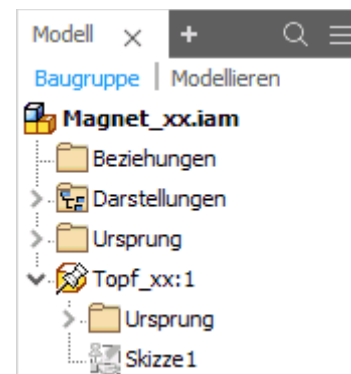 Modell
Baugruppe | Modellieren
Magnet_xx.iam
Beziehungen
Darstellungen
Ursprung
Topf_xx:1
Ursprung
Skizze1